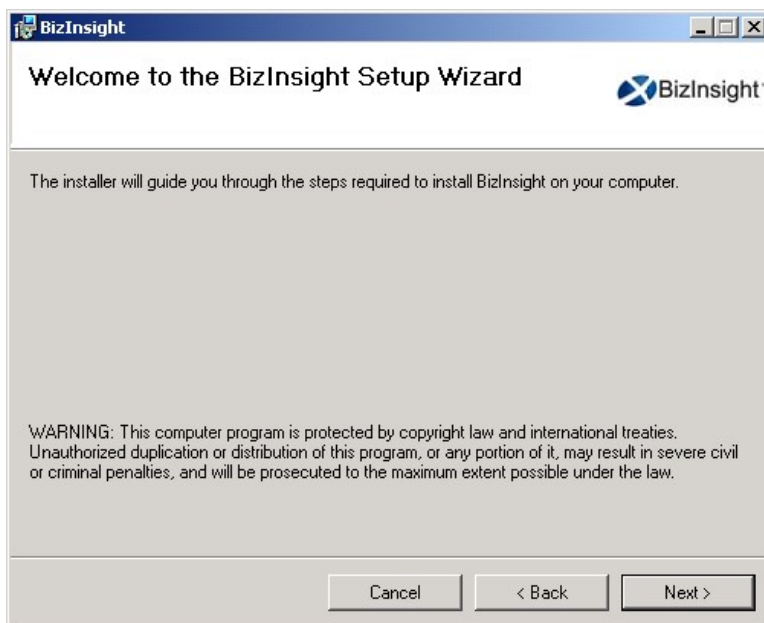 BizInsight
Welcome to the BizInsight Setup Wizard
BizInsight
The installer will guide you through the steps required to install BizInsight on your computer.
WARNING: This computer program is protected by copyright law and international treaties.
Unauthorized duplication or distribution of this program, or any portion of it, may result in severe civil
or criminal penalties, and will be prosecuted to the maximum extent possible under the law.
Cancel
< Back
Next >